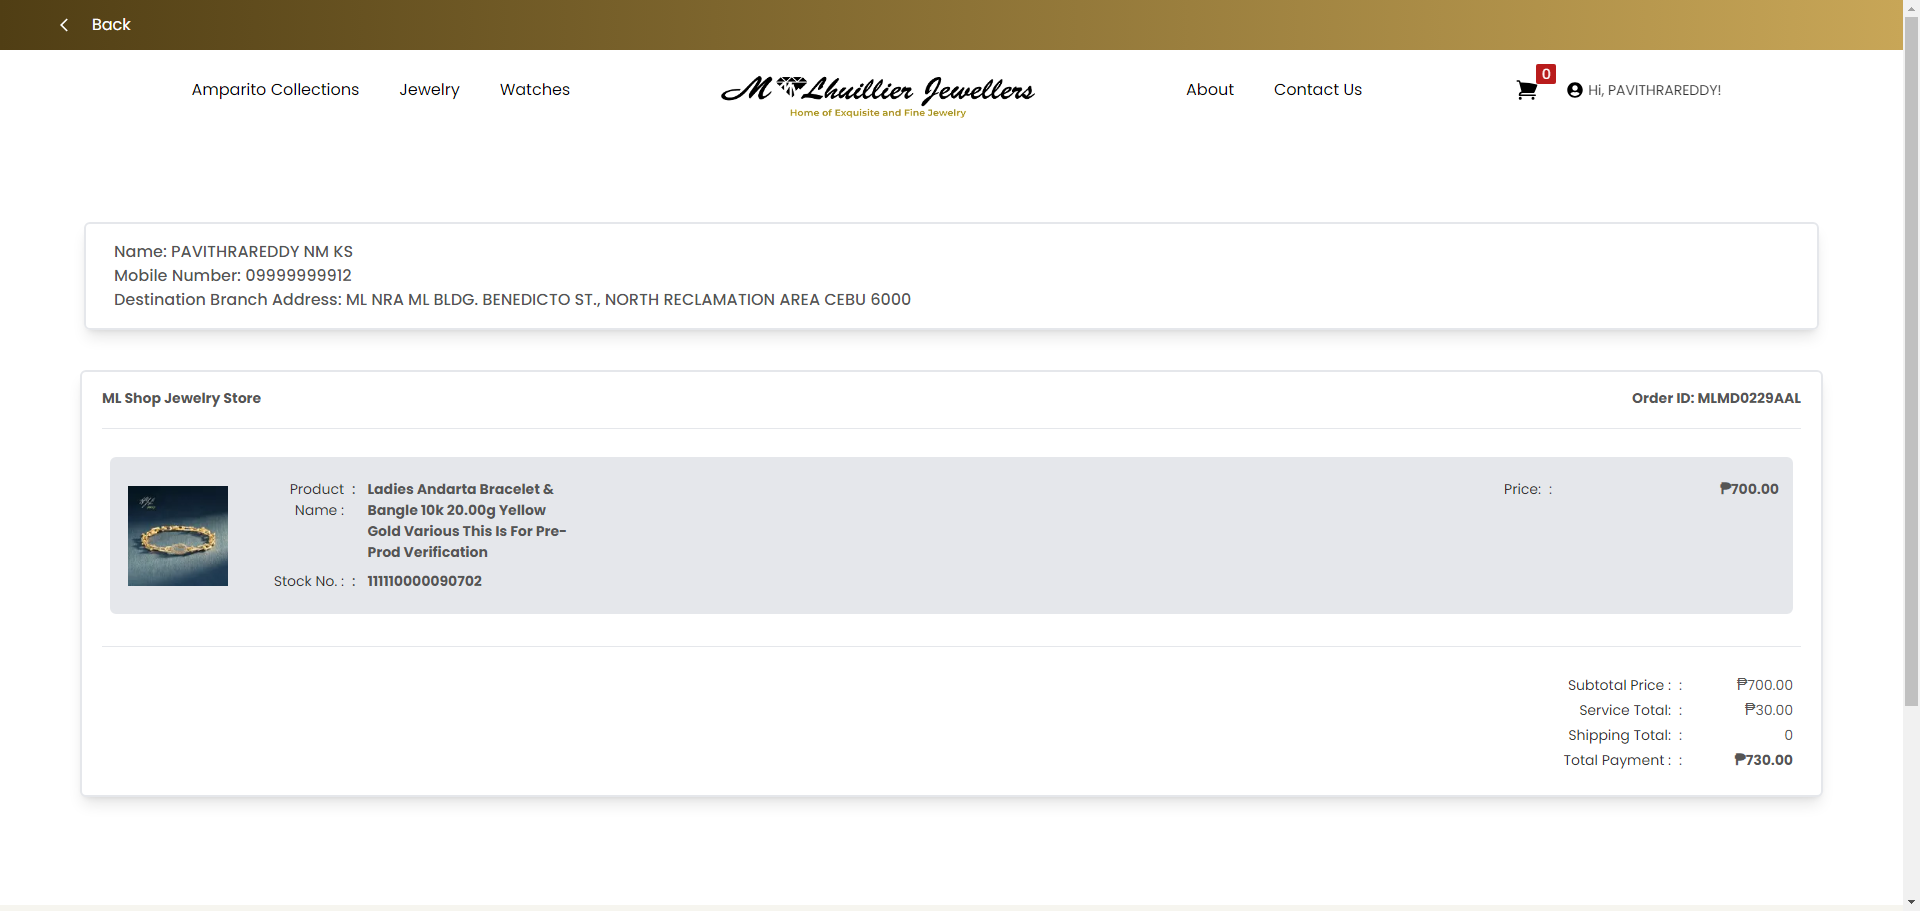 Back
Amparito Collections
Jewelry
Watches
M Lhuillier Jewellers
Home of Exquisite and Fine Jewelry
About
Contact Us
0
Hi, PAVITHRAREDDY!
Name: PAVITHRAREDDY NM KS
Mobile Number: 09999999912
Destination Branch Address: ML NRA ML BLDG. BENEDICTO ST., NORTH RECLAMATION AREA CEBU 6000
ML Shop Jewelry Store
Order ID: MLMD0229AAL
Product Name : : Ladies Andarta Bracelet &
Bangle 10k 20.00g Yellow
Gold Various This Is For Pre-
Prod Verification
Stock No. : : 111110000090702
Price: : ₱700.00
Subtotal Price : : ₱700.00
Service Total: : ₱30.00
Shipping Total: : 0
Total Payment : : ₱730.00